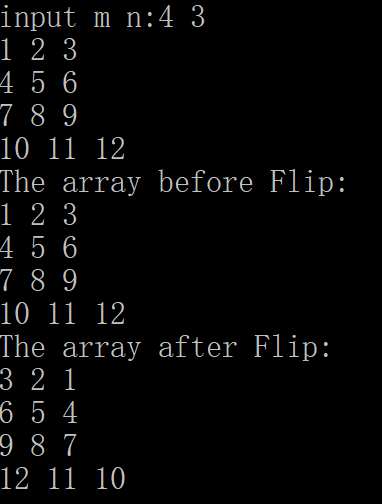 input m n:4 3
1 2 3
4 5 6
7 8 9
10 11 12
The array before Flip:
1 2 3
4 5 6
7 8 9
10 11 12
The array after Flip:
3 2 1
6 5 4
9 8 7
12 11 10